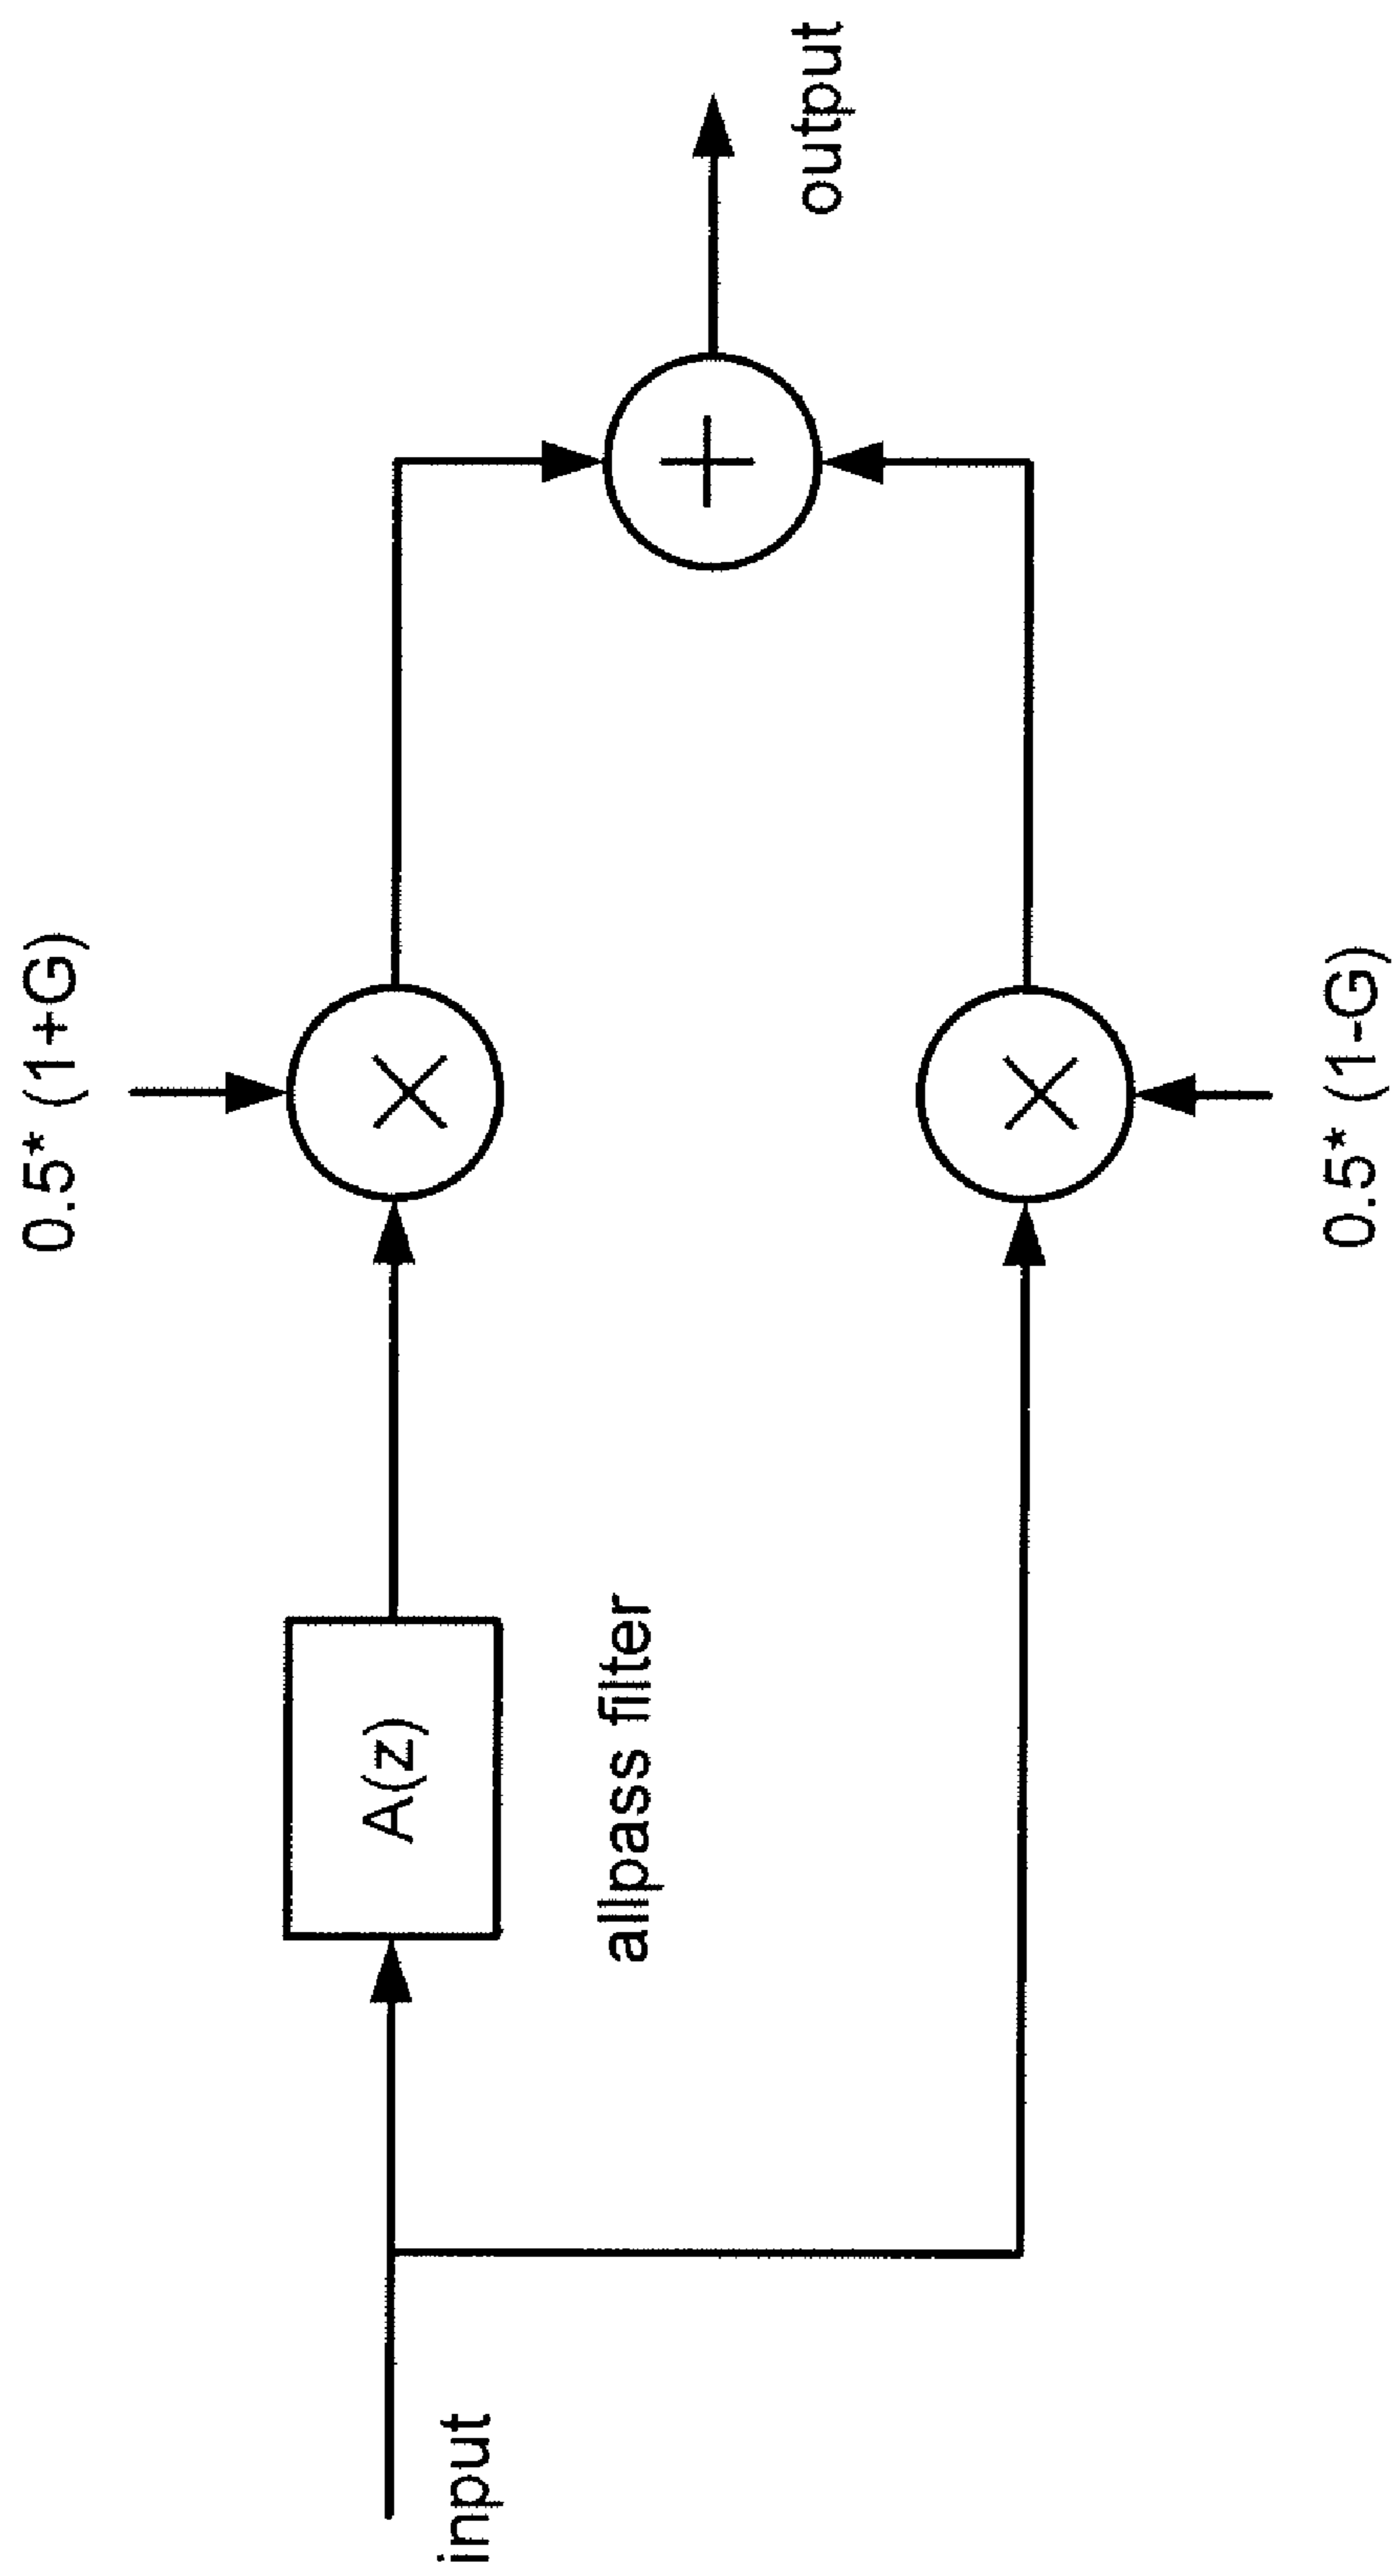 0.5* (1+G)
input
A(z)
allpass filter
×
+
output
×
0.5* (1-G)